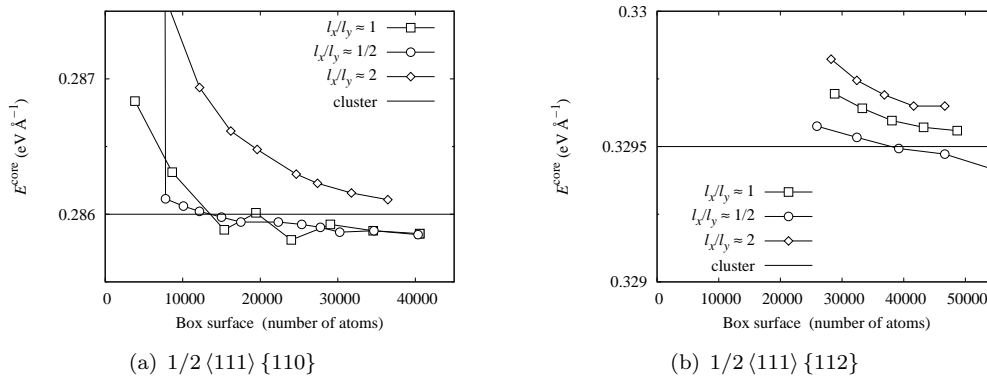 l_x/l_y ≈ 1
l_x/l_y ≈ 1/2
l_x/l_y ≈ 2
cluster
0.287
0.286
E^core (eV Å⁻¹)
0 10000 20000 30000 40000
Box surface (number of atoms)
(a) 1/2 ⟨111⟩ {110}
0.33
0.3295
0.329
E^core (eV Å⁻¹)
l_x/l_y ≈ 1
l_x/l_y ≈ 1/2
l_x/l_y ≈ 2
cluster
0 10000 20000 30000 40000 50000
Box surface (number of atoms)
(b) 1/2 ⟨111⟩ {112}